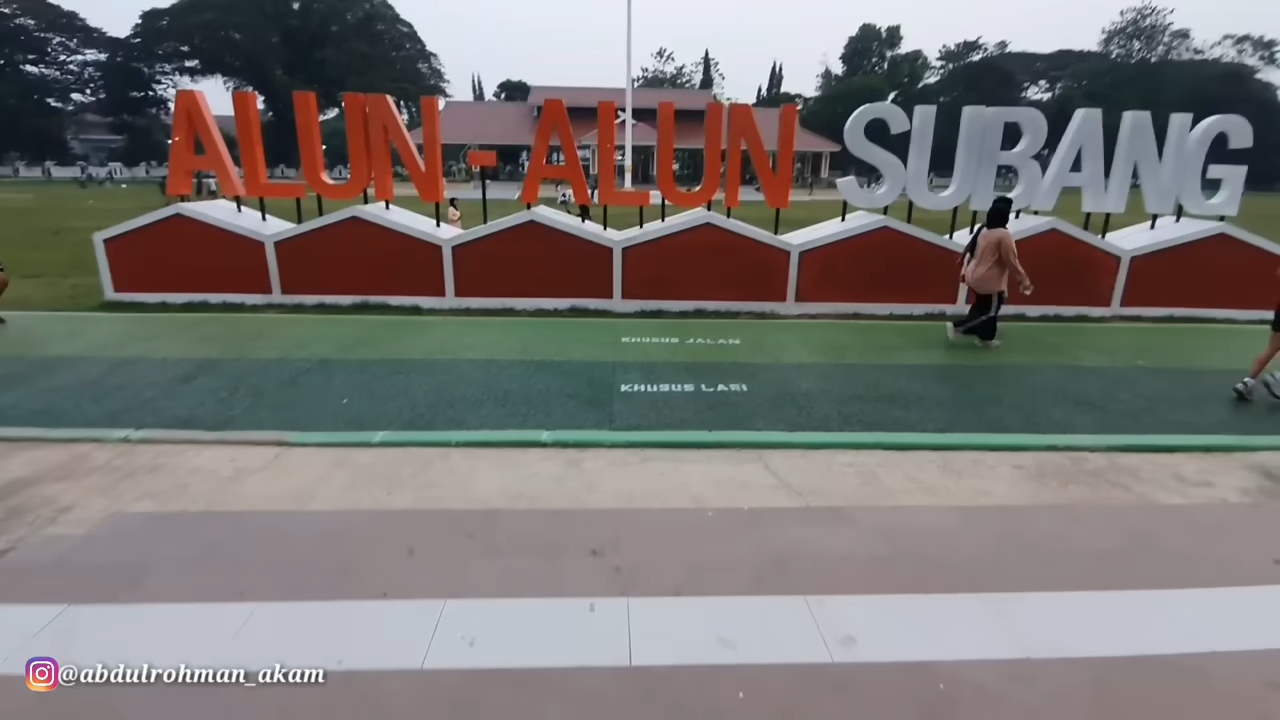 ALUN-ALUN SUBANG
KHUSUS JALAN
KHUSUS LARI
@abdulrohman_akam